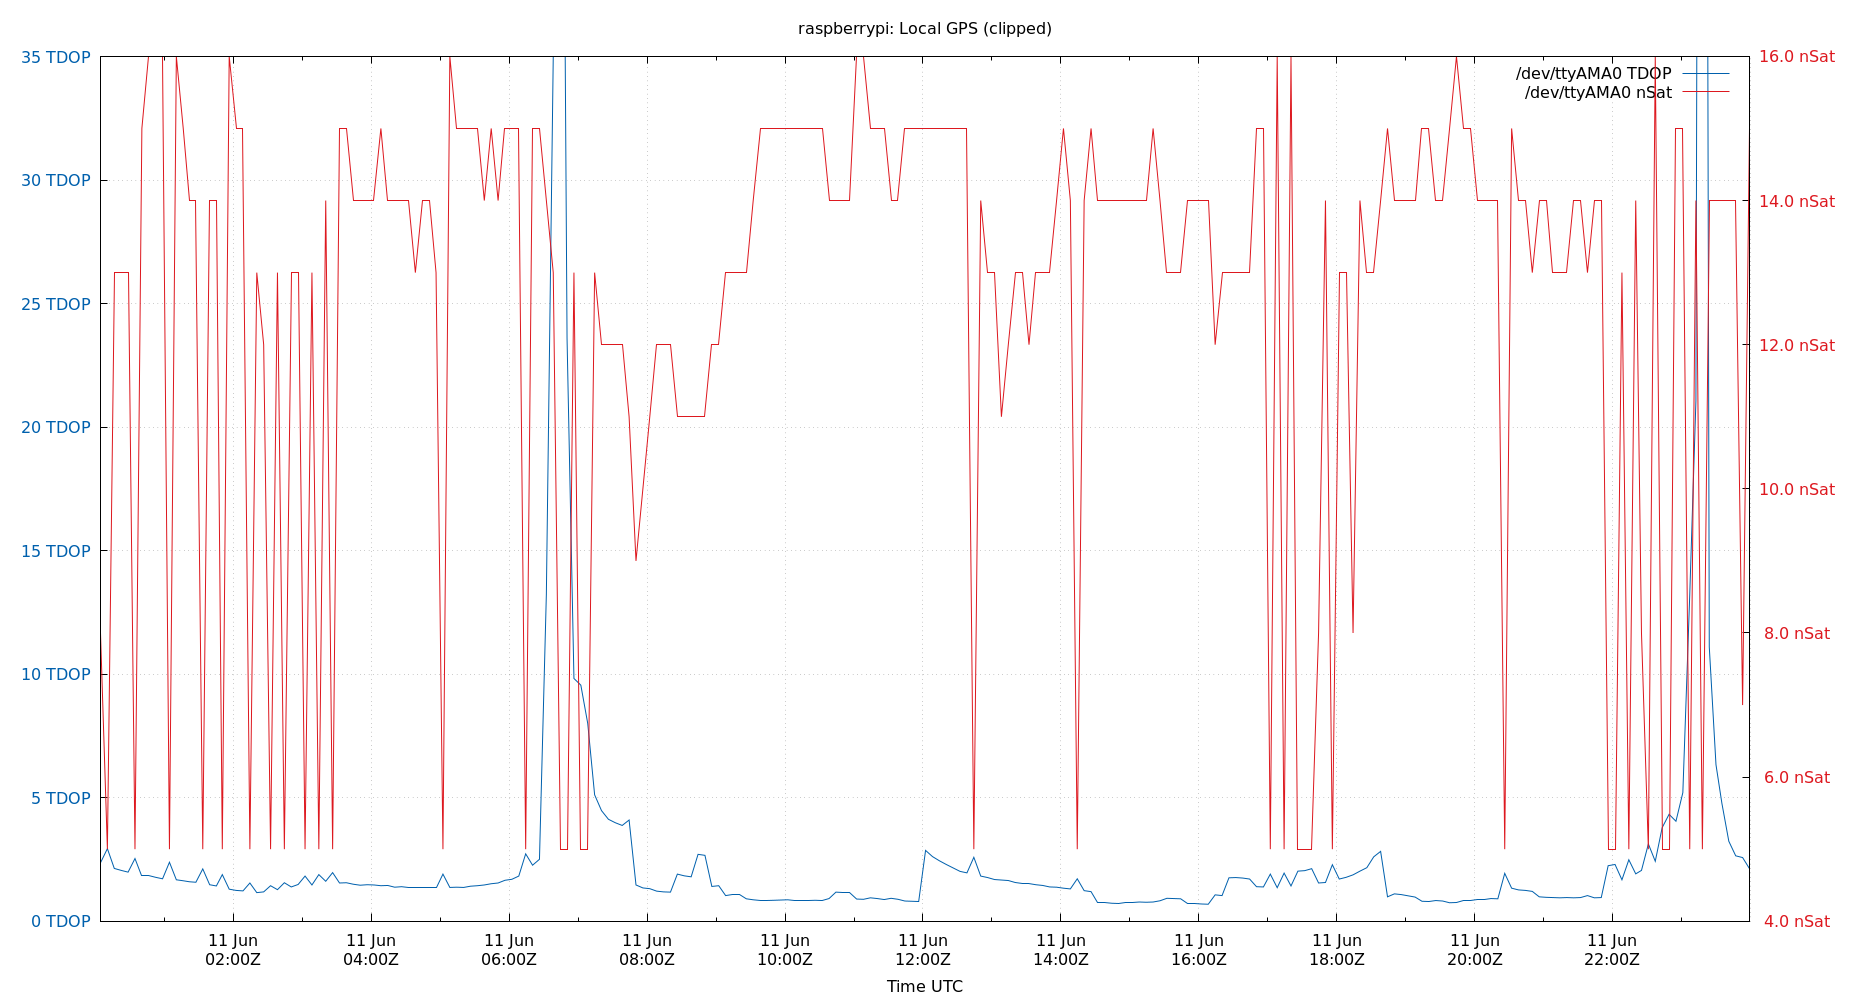 raspberrypi: Local GPS (clipped)
35 TDOP
30 TDOP
25 TDOP
20 TDOP
15 TDOP
10 TDOP
5 TDOP
0 TDOP
16.0 nSat
14.0 nSat
12.0 nSat
10.0 nSat
8.0 nSat
6.0 nSat
4.0 nSat
/dev/ttyAMA0 TDOP
/dev/ttyAMA0 nSat
11 Jun
02:00Z
11 Jun
04:00Z
11 Jun
06:00Z
11 Jun
08:00Z
11 Jun
10:00Z
11 Jun
12:00Z
11 Jun
14:00Z
11 Jun
16:00Z
11 Jun
18:00Z
11 Jun
20:00Z
11 Jun
22:00Z
Time UTC